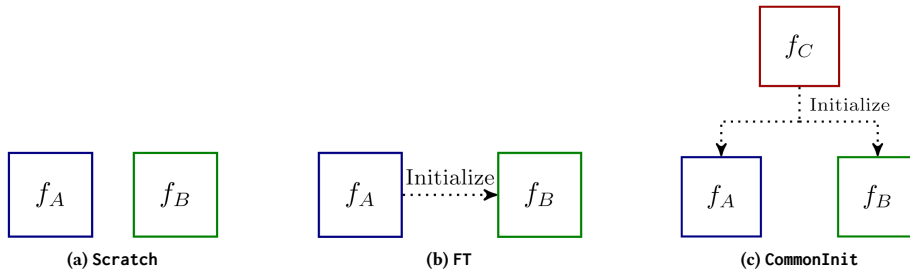 f_C
Initialize
f_A f_B
f_A Initialize f_B
f_A f_B
(a) Scratch
(b) FT
(c) CommonInit